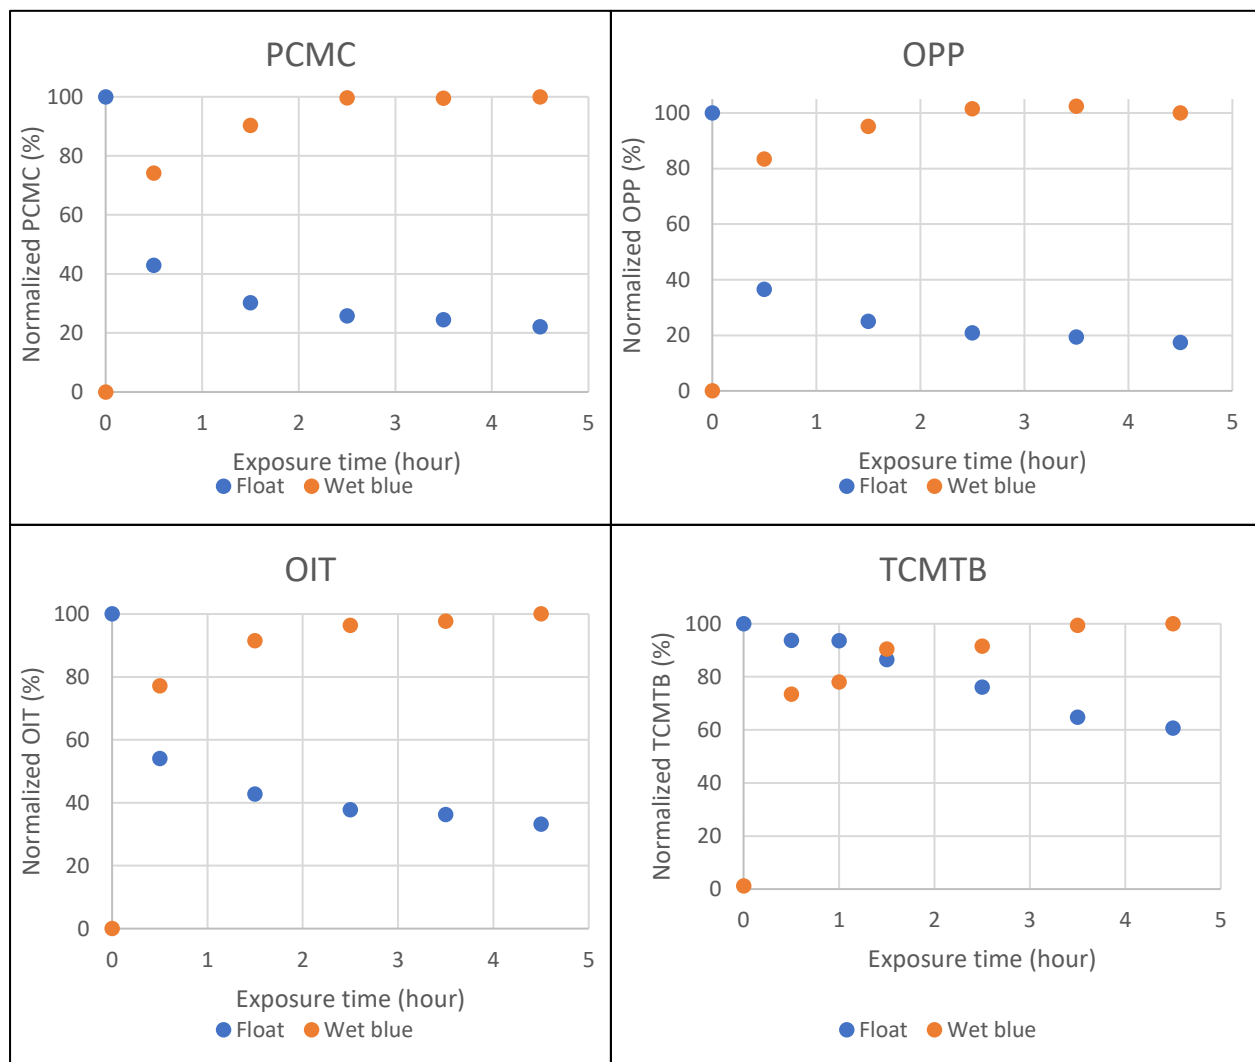 PCMC
Normalized PCMC (%)
100
80
60
40
20
0
0 1 2 3 4 5
Exposure time (hour)
Float Wet blue
OPP
Normalized OPP (%)
100
80
60
40
20
0
0 1 2 3 4 5
Exposure time (hour)
Float Wet blue
OIT
Normalized OIT (%)
100
80
60
40
20
0
0 1 2 3 4 5
Exposure time (hour)
Float Wet blue
TCMTB
Normalized TCMTB (%)
100
80
60
40
20
0
0 1 2 3 4 5
Exposure time (hour)
Float Wet blue